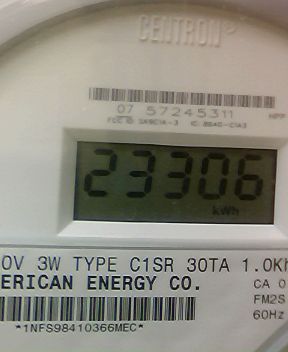 CENTRON®
07 57245311
23306
kWh
0V 3W TYPE C1SR 30TA 1.0Kh
ERICAN ENERGY CO.
CA 0
FM2S
60Hz
*1NFS98410366MEC*